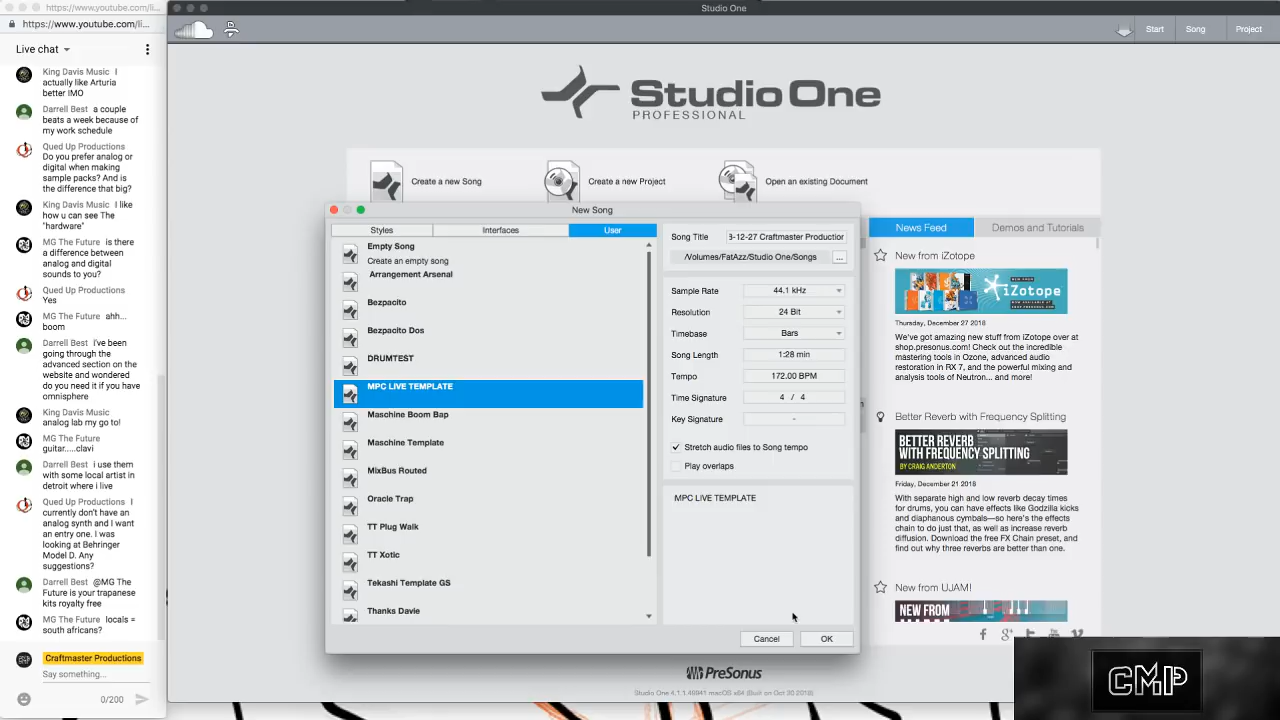 https://www.youtube.com/li...
https://www.youtube.com/li...
Live chat
King Davis Music I
actually like Arturia
better IMO
Darrell Best a couple
beats a week because of
my work schedule
Qued Up Productions
Do you prefer analog or
digital when making
sample packs? And is
the difference that big?
King Davis Music I like
how u can see The
"hardware"
MG The Future is there
a difference between
analog and digital
sounds to you?
Qued Up Productions
Yes
MG The Future ahh...
boom
Darrell Best I've been
going through the
advanced section on the
website and wondered
do you need it if you have
omnisphere
King Davis Music
analog lab my go to!
MG The Future
guitar.....clavi
Darrell Best i use them
with some local artist in
detroit where i live
Qued Up Productions I
currently don't have an
analog synth and I want
an entry one. I was
looking at Behringer
Model D. Any
suggestions?
Darrell Best @MG The
Future is your trapanese
kits royalty free
MG The Future locals =
south africans?
Craftmaster Productions
Say something...
0/200
Studio One
Start
Song
Project
Studio One
PROFESSIONAL
Create a new Song
Create a new Project
Open an existing Document
New Song
Styles
Interfaces
User
Empty Song
Create an empty song
Arrangement Arsenal
Bezpacito
Bezpacito Dos
DRUMTEST
MPC LIVE TEMPLATE
Maschine Boom Bap
Maschine Template
MixBus Routed
Oracle Trap
TT Plug Walk
TT Xotic
Tekashi Template GS
Thanks Davie
Song Title
3-12-27 Craftmaster Production
/Volumes/FatAzz/Studio One/Songs
...
Sample Rate
44.1 kHz
Resolution
24 Bit
Timebase
Bars
Song Length
1:28 min
Tempo
172.00 BPM
Time Signature
4 / 4
Key Signature
-
Stretch audio files to Song tempo
Play overlaps
MPC LIVE TEMPLATE
Cancel
OK
News Feed
Demos and Tutorials
New from iZotope
iZotope
Thursday, December 27 2018
We've got amazing new stuff from iZotope over at
shop.presonus.com! Check out the incredible
mastering tools in Ozone, advanced audio
restoration in RX 7, and the powerful mixing and
analysis tools of Neutron... and more!
Better Reverb with Frequency Splitting
BETTER REVERB
WITH FREQUENCY SPLITTING
BY CRAIG ANDERTON
Friday, December 21 2018
With separate high and low reverb decay times
for drums, you can have effects like Godzilla kicks
and diaphanous cymbals—so here's the effects
chain to do just that, as well as increase reverb
diffusion. Download the free FX Chain preset, and
find out why three reverbs are better than one.
New from UJAM!
NEW FROM
PreSonus
Studio One 4.1.1.49941 macOS x64 (Built on Oct 30 2018)
CMP